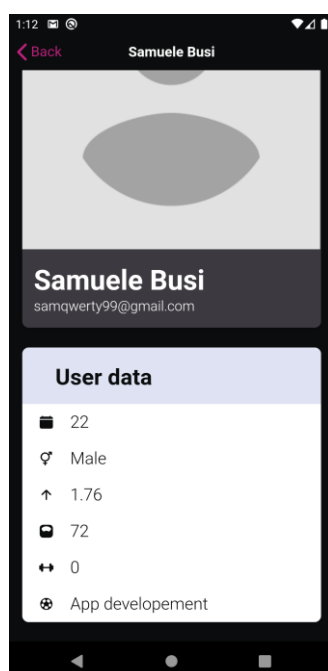 1:12
Back
Samuele Busi
Samuele Busi
samqwerty99@gmail.com
User data
22
Male
1.76
72
0
App developement